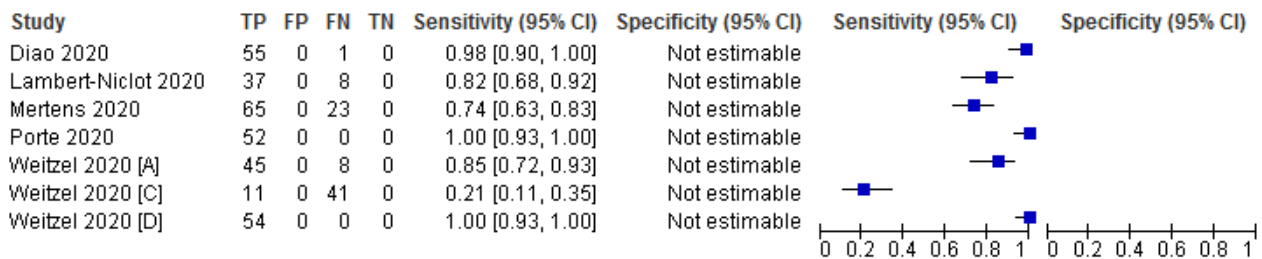 Study TP FP FN TN Sensitivity (95% CI) Specificity (95% CI) Sensitivity (95% CI) Specificity (95% CI)
Diao 2020 55 0 1 0 0.98 [0.90, 1.00] Not estimable
Lambert-Niclot 2020 37 0 8 0 0.82 [0.68, 0.92] Not estimable
Mertens 2020 65 0 23 0 0.74 [0.63, 0.83] Not estimable
Porte 2020 52 0 0 0 1.00 [0.93, 1.00] Not estimable
Weitzel 2020 [A] 45 0 8 0 0.85 [0.72, 0.93] Not estimable
Weitzel 2020 [C] 11 0 41 0 0.21 [0.11, 0.35] Not estimable
Weitzel 2020 [D] 54 0 0 0 1.00 [0.93, 1.00] Not estimable
0 0.2 0.4 0.6 0.8 1 0 0.2 0.4 0.6 0.8 1